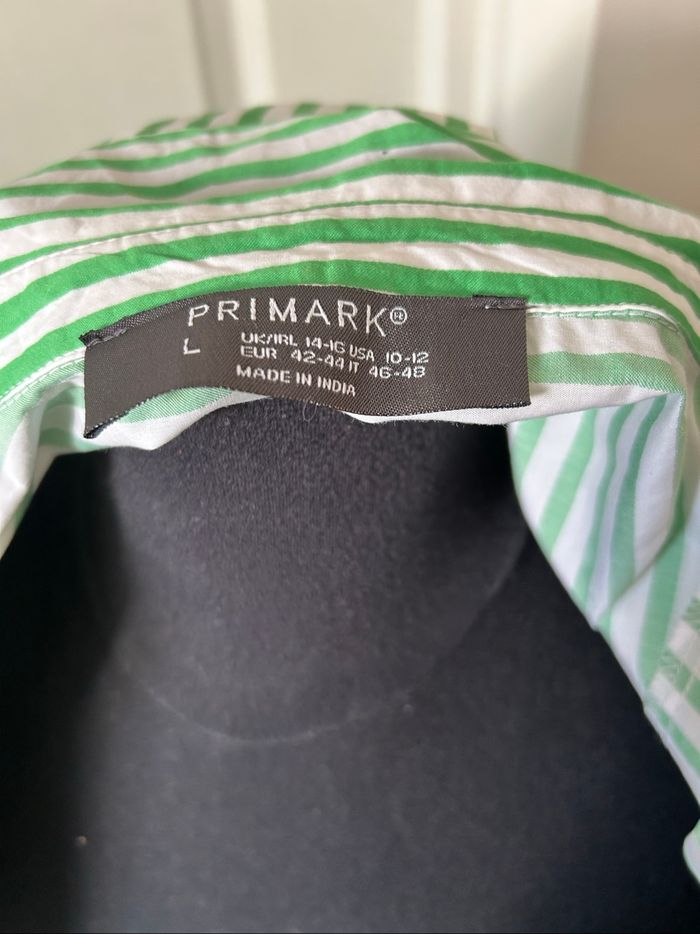 PRIMARK®
L
UK/IRL 14-16 USA 10-12
EUR 42-44 IT 46-48
MADE IN INDIA